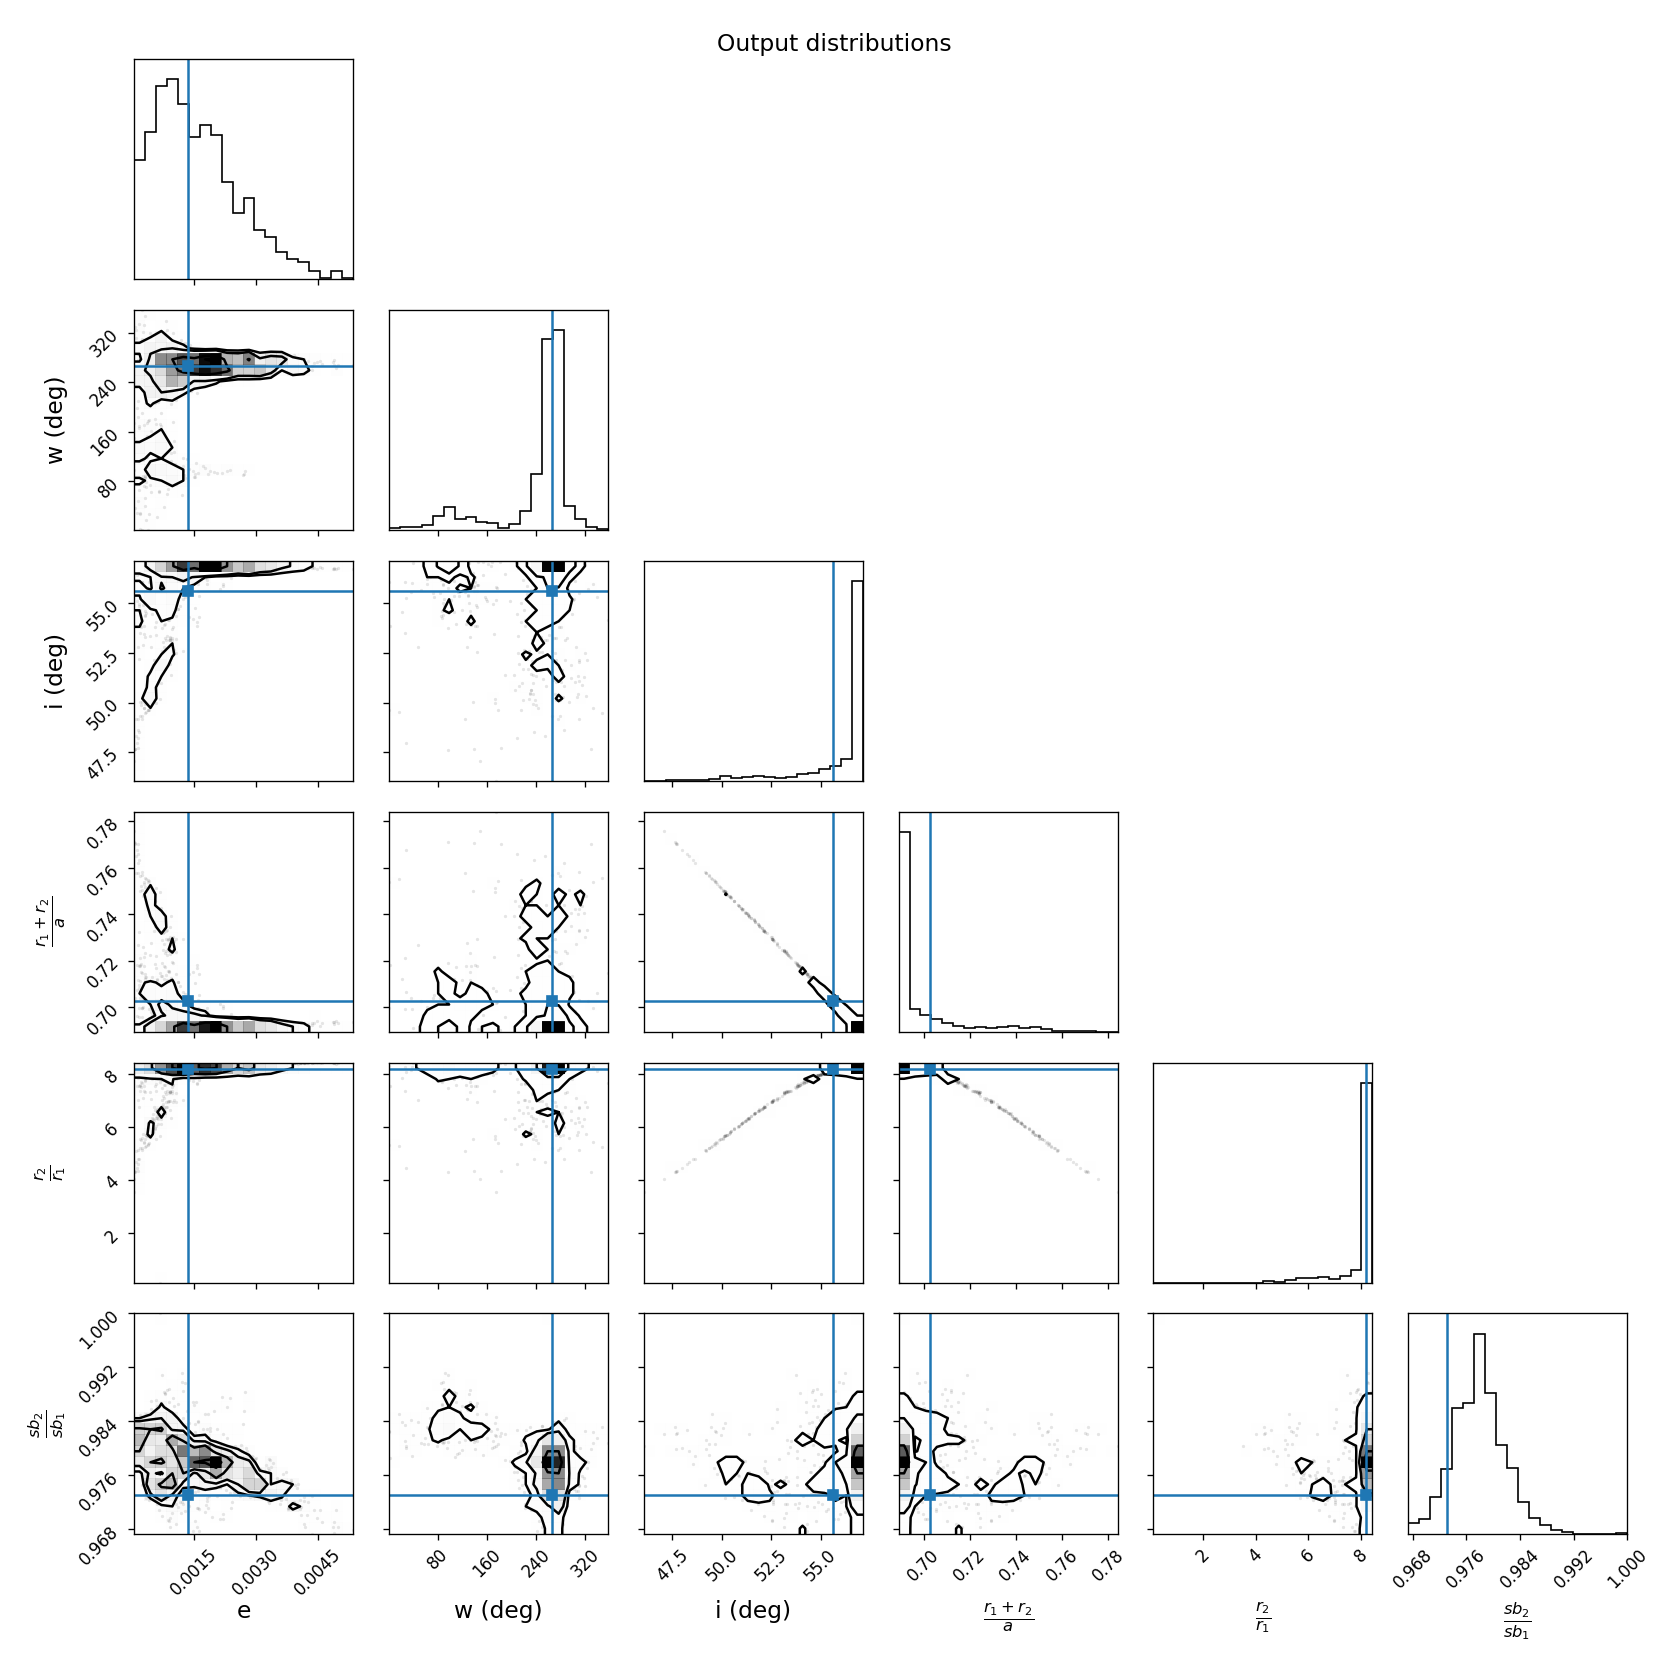 Output distributions
w (deg)
320
240
160
80
i (deg)
55.0
52.5
50.0
47.5
r₁ + r₂
a
0.78
0.76
0.74
0.72
0.70
r₂
r₁
8
6
4
2
sb₂
sb₁
1.000
0.992
0.984
0.976
0.968
0.0015 0.0030 0.0045
80 160 240 320
47.5 50.0 52.5 55.0
0.70 0.72 0.74 0.76 0.78
2 4 6 8
0.968 0.976 0.984 0.992 1.000
e
w (deg)
i (deg)
r₁ + r₂
a
r₂
r₁
sb₂
sb₁